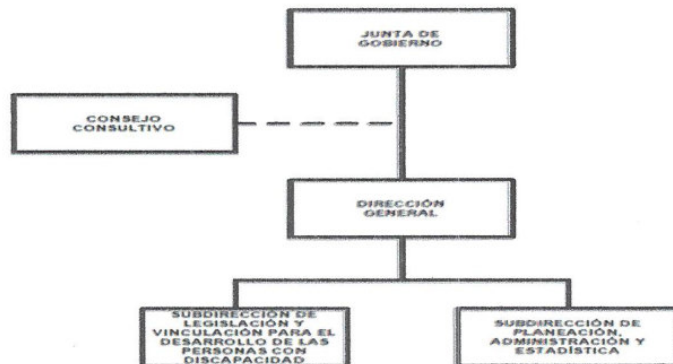 JUNTA DE
GOBIERNO
CONSEJO
CONSULTIVO
DIRECCIÓN
GENERAL
SUBDIRECCIÓN DE
LEGISLACIÓN Y
VINCULACIÓN PARA EL
DESARROLLO DE LAS
PERSONAS CON
DISCAPACIDAD
SUBDIRECCIÓN DE
PLANEACIÓN,
ADMINISTRACIÓN Y
ESTADÍSTICA